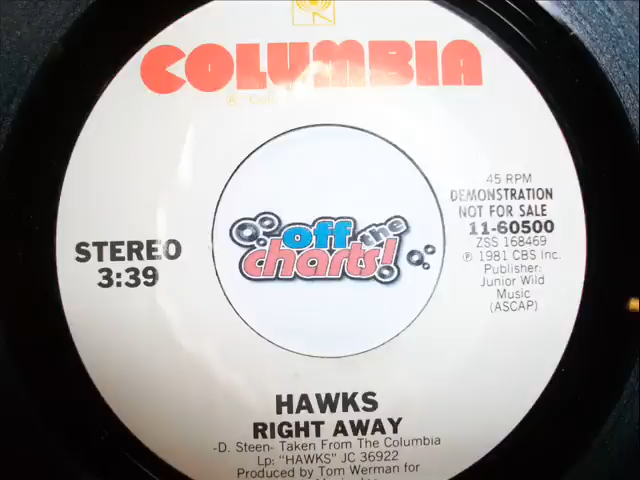 COLUMBIA
45 RPM
DEMONSTRATION
NOT FOR SALE
11-60500
ZSS 168469
Ⓟ 1981 CBS Inc.
Publisher:
Junior Wild
Music
(ASCAP)
STEREO
3:39
off the
charts!
HAWKS
RIGHT AWAY
-D. Steen- Taken From The Columbia
Lp: "HAWKS" JC 36922
Produced by Tom Werman for